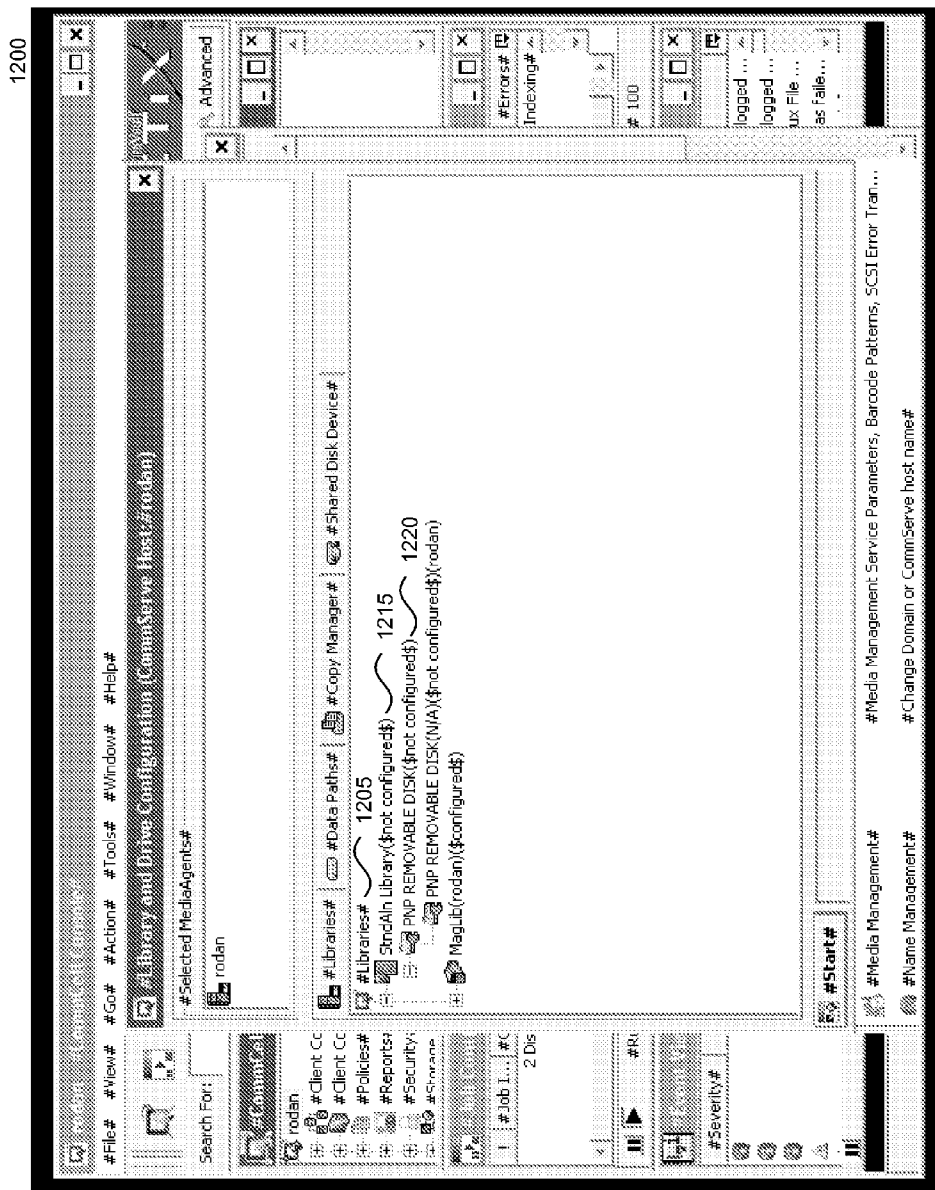 1200
#File# #View# #Go# #Action# #Tools# #Window# #Help#
#Library and Drive Configuration (CommServe Host:#rodan)
Search For:
Advanced
#Selected MediaAgents#
rodan
rodan
#Client Cc
#Client Cc
#Policies#
#Reports#
#Security
#Storage
#Libraries# #Data Paths# #Copy Manager# #Shared Disk Device#
#Libraries# 1205
StndAln Library($not configured$) 1215
PNP REMOVABLE DISK($not configured$) 1220
PNP REMOVABLE DISK(N/A)($not configured$)(rodan)
MagLib(rodan)($configured$)
#Errors#
Indexing#
#Job I...
2 Dis
# 100
#Severity#
logged ...
logged ...
ux File ...
as faile...
#Start#
#Media Management# #Media Management Service Parameters, Barcode Patterns, SCSI Error Tran...
#Name Management# #Change Domain or CommServe host name#